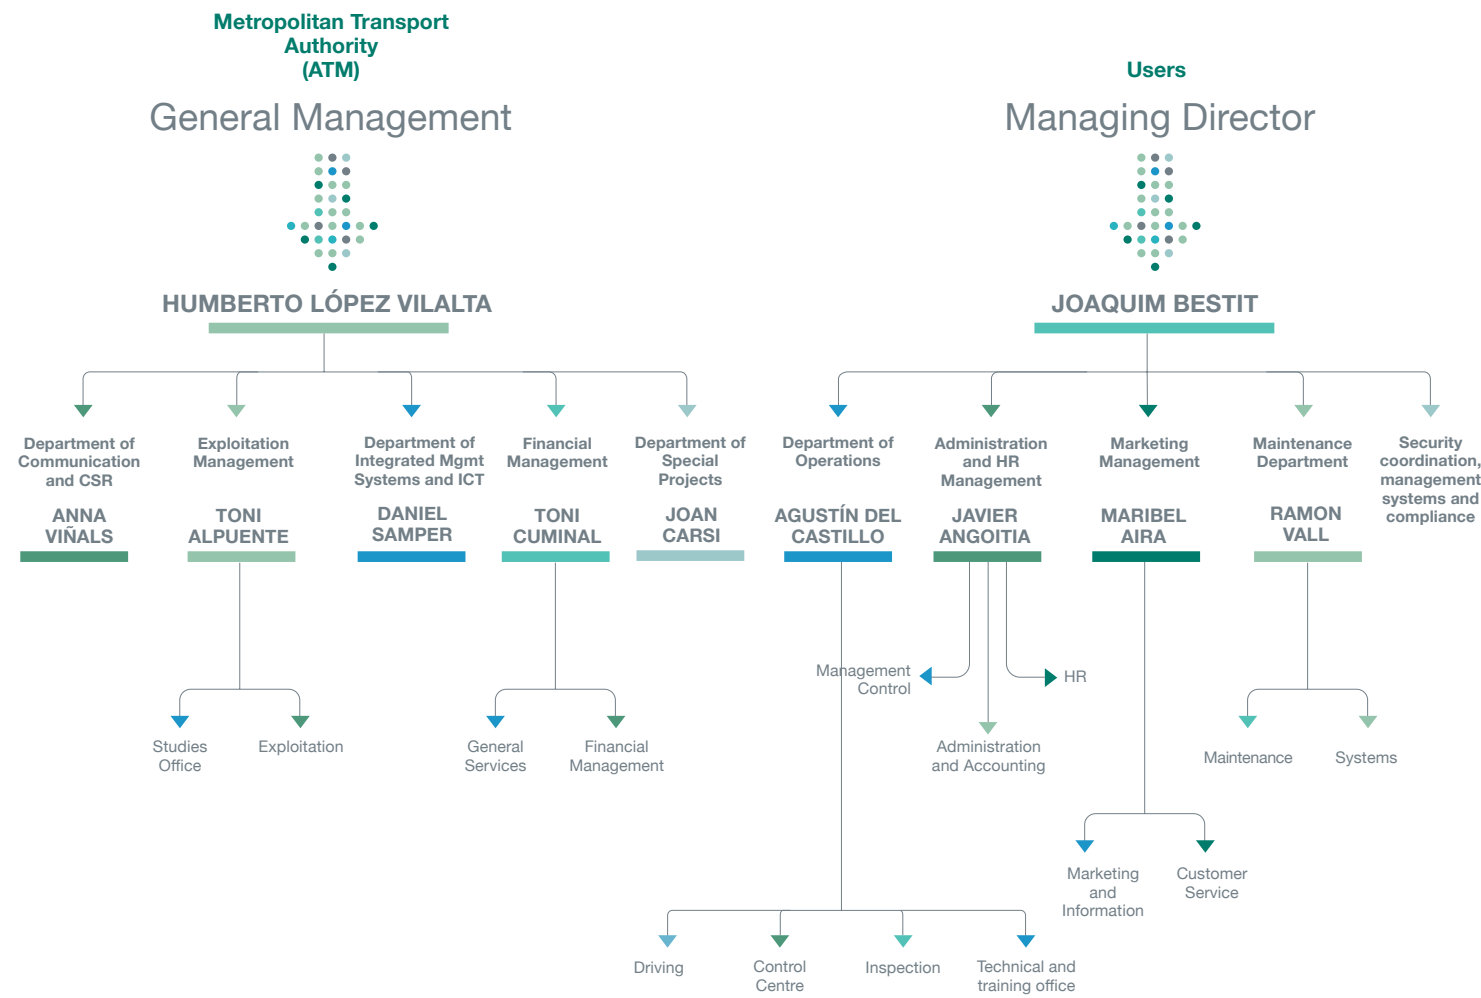 Metropolitan Transport
Authority
(ATM)
General Management
HUMBERTO LÓPEZ VILALTA
Department of
Communication
and CSR
ANNA
VIÑALS
Exploitation
Management
TONI
ALPUENTE
Department of
Integrated Mgmt
Systems and ICT
DANIEL
SAMPER
Financial
Management
TONI
CUMINAL
Department of
Special
Projects
JOAN
CARSI
Studies
Office
Exploitation
General
Services
Financial
Management
Users
Managing Director
JOAQUIM BESTIT
Department of
Operations
AGUSTÍN DEL
CASTILLO
Administration
and HR
Management
JAVIER
ANGOITIA
Marketing
Management
MARIBEL
AIRA
Maintenance
Department
RAMON
VALL
Security
coordination,
management
systems and
compliance
Management
Control
HR
Administration
and Accounting
Maintenance
Systems
Marketing
and
Information
Customer
Service
Driving
Control
Centre
Inspection
Technical and
training office